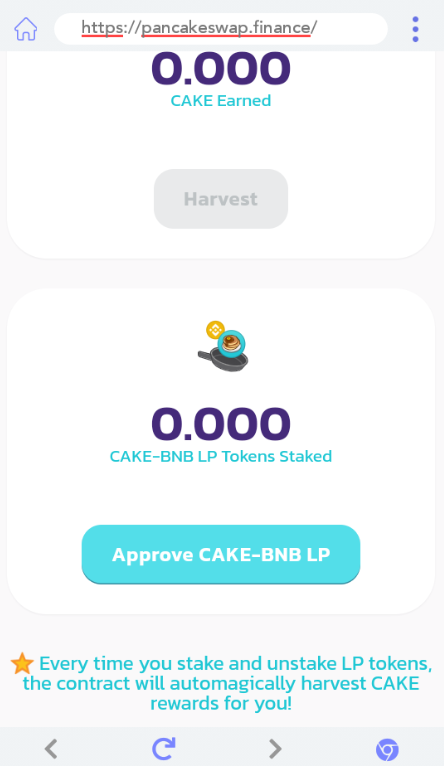 https://pancakeswap.finance/
0.000
CAKE Earned
Harvest
0.000
CAKE-BNB LP Tokens Staked
Approve CAKE-BNB LP
⭐ Every time you stake and unstake LP tokens,
the contract will automagically harvest CAKE
rewards for you!